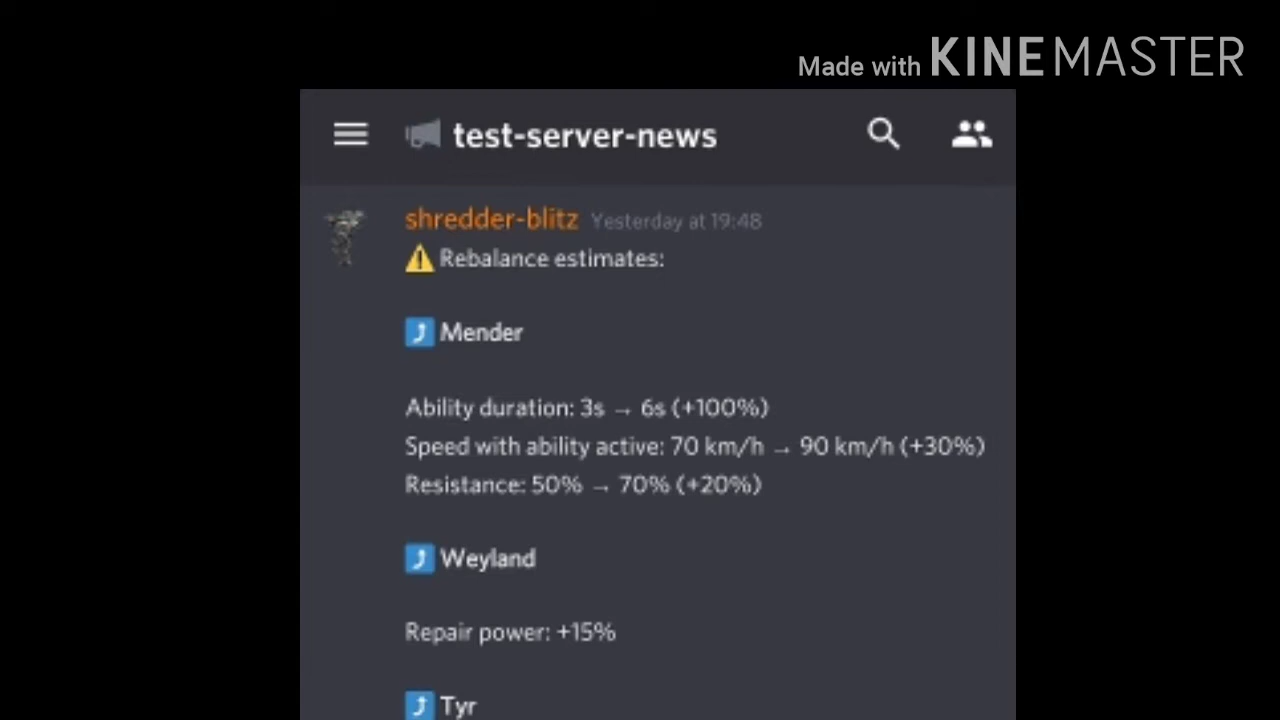 Made with KINEMASTER
test-server-news
shredder-blitz Yesterday at 19:48
⚠️ Rebalance estimates:
⤴️ Mender
Ability duration: 3s → 6s (+100%)
Speed with ability active: 70 km/h → 90 km/h (+30%)
Resistance: 50% → 70% (+20%)
⤴️ Weyland
Repair power: +15%
⤴️ Tyr